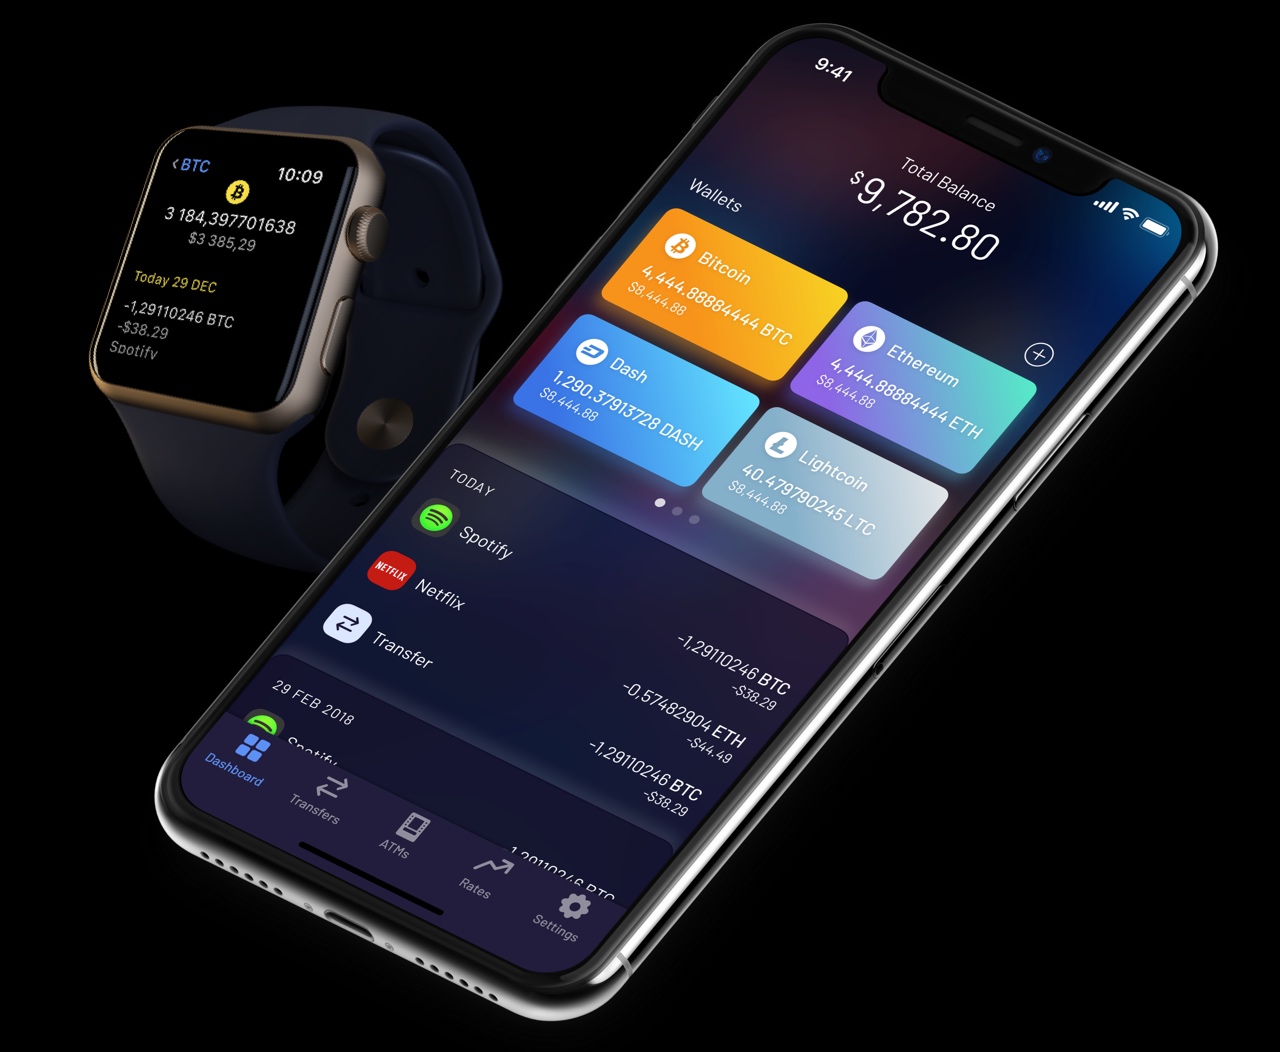 BTC
10:09
3 184,397701638
$3 385,29
Today 29 DEC
-1,29110246 BTC
-$38.29
Spotify
9:41
Total Balance
$9,782.80
Wallets
Bitcoin
4,444.88884444 BTC
$8,444.88
Ethereum
4,444.88884444 ETH
$8,444.88
Dash
1,290.37913728 DASH
$8,444.88
Lightcoin
40.479790245 LTC
$8,444.88
TODAY
Spotify
-1,29110246 BTC
-$38.29
NETFLIX
Netflix
-0.57482904 ETH
-$44.49
Transfer
-1,29110246 BTC
-$38.29
29 FEB 2018
Spotify
1,29110246 BTC
Dashboard
Transfers
ATMs
Rates
Settings